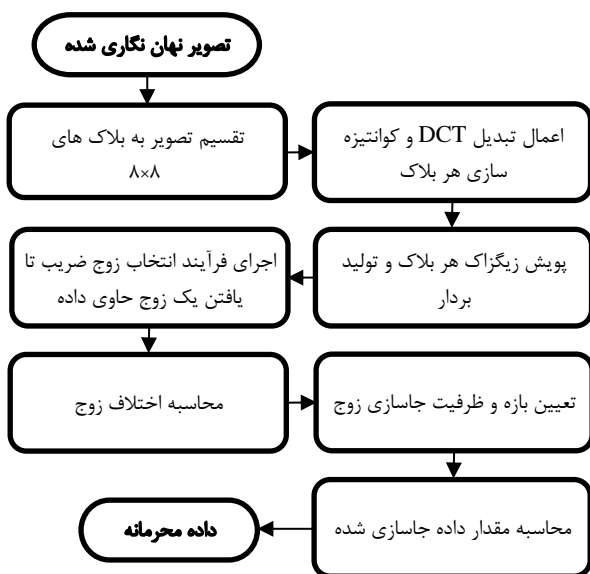 تصویر نهان نگاری شده
تقسیم تصویر به بلاک های
۸×۸
اعمال تبدیل DCT و کوانتیزه
سازی هر بلاک
پویش زیگزاک هر بلاک و تولید
بردار
اجرای فرآیند انتخاب زوج ضریب تا
یافتن یک زوج حاوی داده
محاسبه اختلاف زوج
تعیین بازه و ظرفیت جاسازی زوج
محاسبه مقدار داده جاسازی شده
داده محرمانه